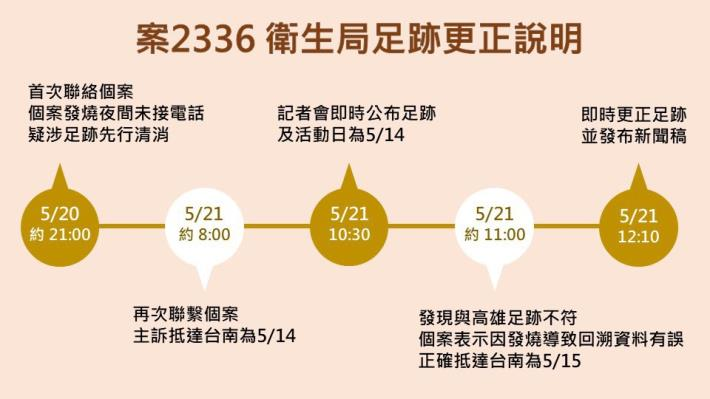 案2336 衛生局足跡更正說明
首次聯絡個案
個案發燒夜間未接電話
疑涉足跡先行清消
5/20
約 21:00
5/21
約 8:00
再次聯繫個案
主訴抵達台南為5/14
記者會即時公布足跡
及活動日為5/14
5/21
10:30
5/21
約 11:00
發現與高雄足跡不符
個案表示因發燒導致回溯資料有誤
正確抵達台南為5/15
即時更正足跡
並發布新聞稿
5/21
12:10